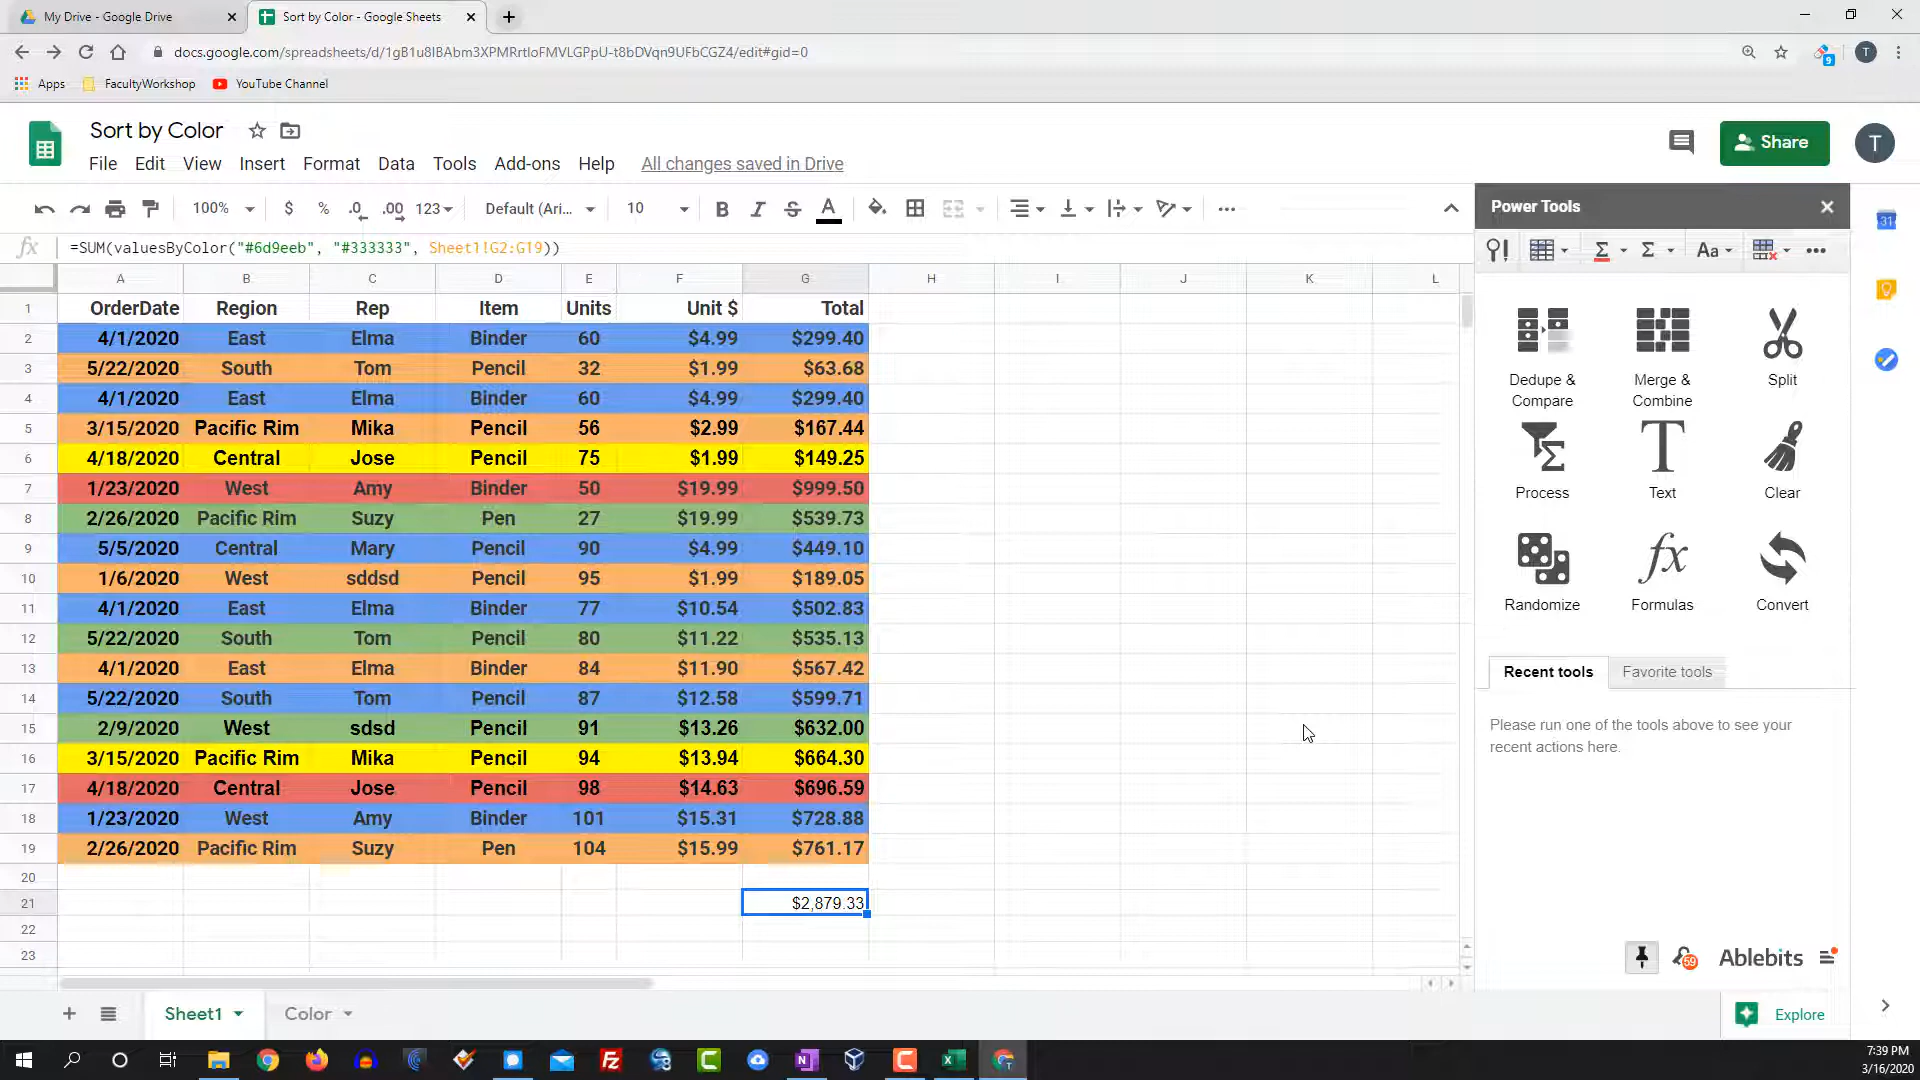 My Drive - Google Drive
Sort by Color - Google Sheets
docs.google.com/spreadsheets/d/1gB1u8IBAbm3XPMRrtIoFMVLGPpU-t8bDVqn9UFbCGZ4/edit#gid=0
9
T
Apps
FacultyWorkshop
YouTube Channel
Sort by Color
File Edit View Insert Format Data Tools Add-ons Help All changes saved in Drive
Share
T
100% $ % .0 .00 123 Default (Ari... 10 B I S A
Power Tools
31
fx =SUM(valuesByColor("#6d9eeb", "#333333", Sheet1!G2:G19))
Σ Σ Aa
A B C D E F G H I J K L
1 OrderDate Region Rep Item Units Unit $ Total
2 4/1/2020 East Elma Binder 60 $4.99 $299.40
3 5/22/2020 South Tom Pencil 32 $1.99 $63.68
4 4/1/2020 East Elma Binder 60 $4.99 $299.40
5 3/15/2020 Pacific Rim Mika Pencil 56 $2.99 $167.44
6 4/18/2020 Central Jose Pencil 75 $1.99 $149.25
7 1/23/2020 West Amy Binder 50 $19.99 $999.50
8 2/26/2020 Pacific Rim Suzy Pen 27 $19.99 $539.73
9 5/5/2020 Central Mary Pencil 90 $4.99 $449.10
10 1/6/2020 West sddsd Pencil 95 $1.99 $189.05
11 4/1/2020 East Elma Binder 77 $10.54 $502.83
12 5/22/2020 South Tom Pencil 80 $11.22 $535.13
13 4/1/2020 East Elma Binder 84 $11.90 $567.42
14 5/22/2020 South Tom Pencil 87 $12.58 $599.71
15 2/9/2020 West sdsd Pencil 91 $13.26 $632.00
16 3/15/2020 Pacific Rim Mika Pencil 94 $13.94 $664.30
17 4/18/2020 Central Jose Pencil 98 $14.63 $696.59
18 1/23/2020 West Amy Binder 101 $15.31 $728.88
19 2/26/2020 Pacific Rim Suzy Pen 104 $15.99 $761.17
20
21 $2,879.33
22
23
Dedupe & Compare
Merge & Combine
Split
Process
T
Text
Clear
Randomize
fx
Formulas
Convert
Recent tools Favorite tools
Please run one of the tools above to see your
recent actions here.
59
Ablebits
Sheet1 Color
Explore
7:39 PM
3/16/2020